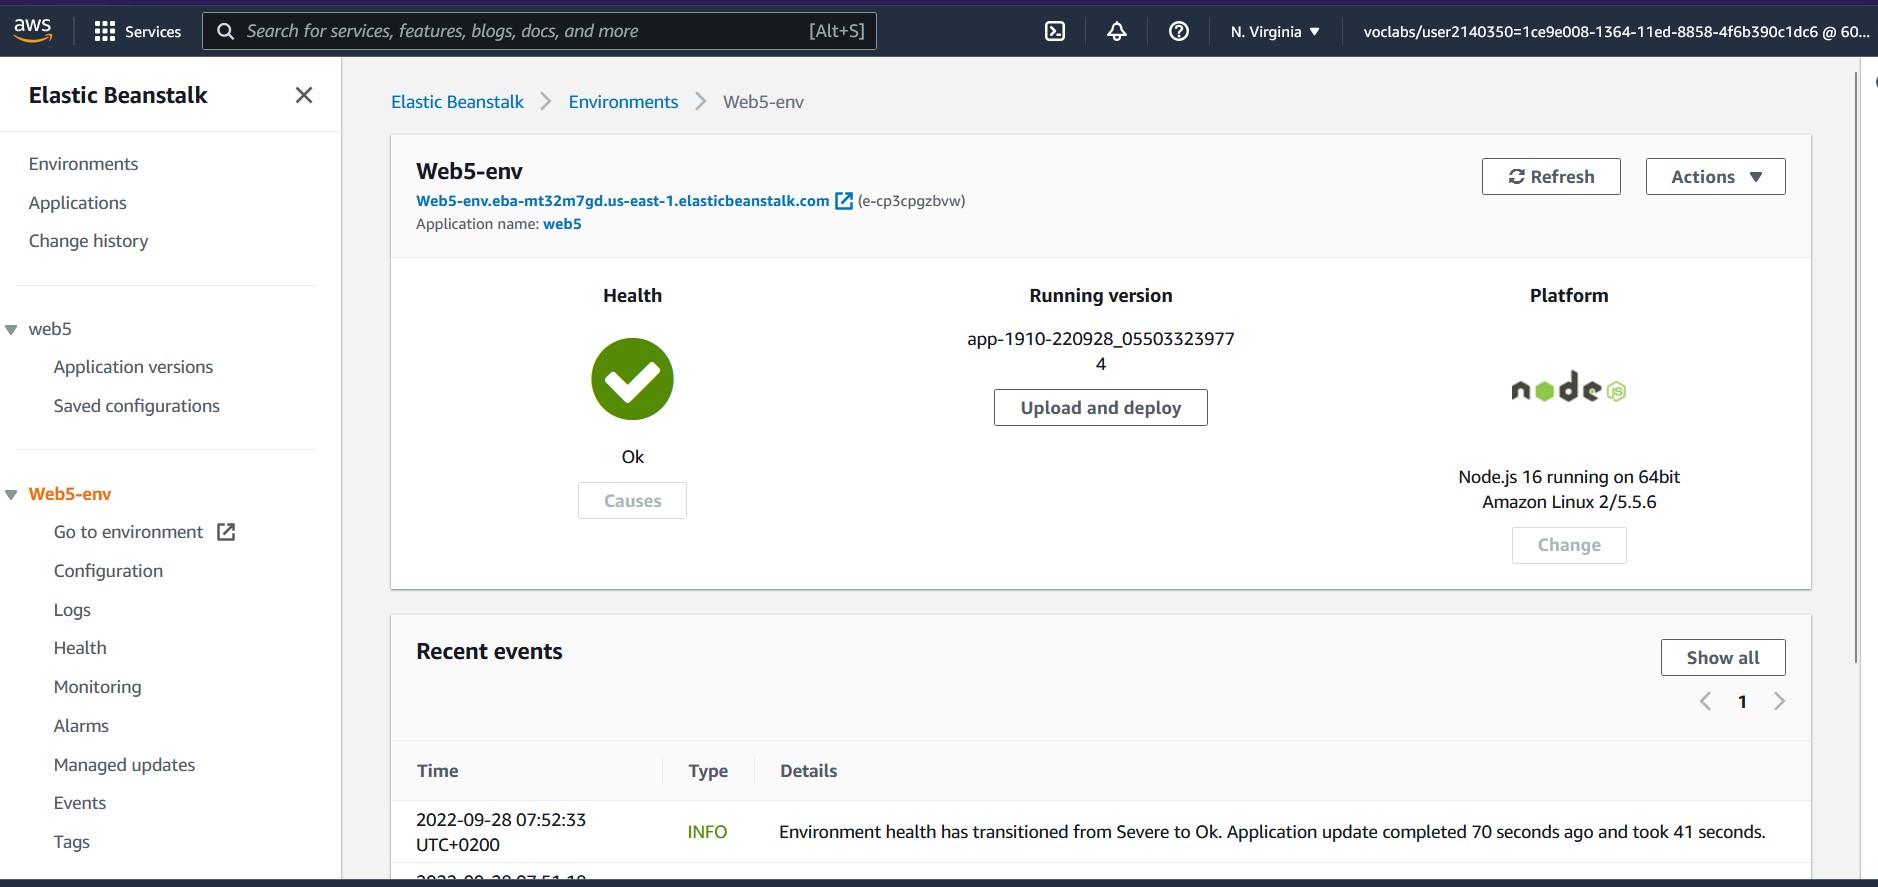 aws
Services
Search for services, features, blogs, docs, and more
[Alt+S]
N. Virginia
voclabs/user2140350=1ce9e008-1364-11ed-8858-4f6b390c1dc6 @ 60...
Elastic Beanstalk
Environments
Applications
Change history
web5
Application versions
Saved configurations
Web5-env
Go to environment
Configuration
Logs
Health
Monitoring
Alarms
Managed updates
Events
Tags
Elastic Beanstalk
Environments
Web5-env
Web5-env
Web5-env.eba-mt32m7gd.us-east-1.elasticbeanstalk.com (e-cp3cpgzbvw)
Application name: web5
Refresh
Actions
Health
Ok
Causes
Running version
app-1910-220928_05503323977
4
Upload and deploy
Platform
node JS
Node.js 16 running on 64bit
Amazon Linux 2/5.5.6
Change
Recent events
Show all
1
Time
Type
Details
2022-09-28 07:52:33
UTC+0200
INFO
Environment health has transitioned from Severe to Ok. Application update completed 70 seconds ago and took 41 seconds.